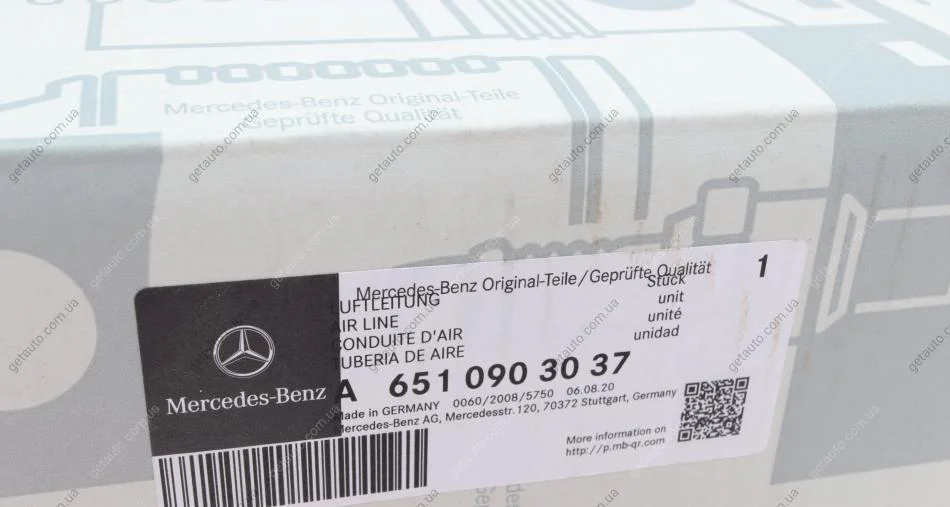 Mercedes-Benz Original-Teile
Geprüfte Qualität
Mercedes-Benz Original-Teile/Geprüfte Qualität
1
LUFTLEITUNG
Stück
AIR LINE
unit
CONDUITE D'AIR
unité
TUBERIA DE AIRE
unidad
A 651 090 30 37
Made in GERMANY 0060/2008/5750 06.08.20
Mercedes-Benz AG, Mercedesstr. 120, 70372 Stuttgart, Germany
Mercedes-Benz
More information on
http://p.mb-qr.com
getauto.com.ua